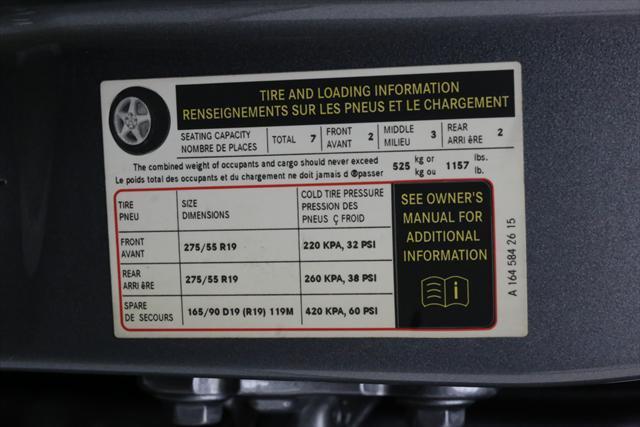 TIRE AND LOADING INFORMATION
RENSEIGNEMENTS SUR LES PNEUS ET LE CHARGEMENT
SEATING CAPACITY
NOMBRE DE PLACES
TOTAL 7
FRONT
AVANT
2
MIDDLE
MILIEU
3
REAR
ARRI êRE
2
The combined weight of occupants and cargo should never exceed
Le poids total des occupants et du chargement ne doit jamais d ®passer
525 kg or
kg ou
1157 lbs.
lb.
TIRE
PNEU
SIZE
DIMENSIONS
COLD TIRE PRESSURE
PRESSION DES
PNEUS Ç FROID
FRONT
AVANT
275/55 R19
220 KPA, 32 PSI
REAR
ARRI êRE
275/55 R19
260 KPA, 38 PSI
SPARE
DE SECOURS
165/90 D19 (R19) 119M
420 KPA, 60 PSI
SEE OWNER'S
MANUAL FOR
ADDITIONAL
INFORMATION
i
A 164 584 26 15